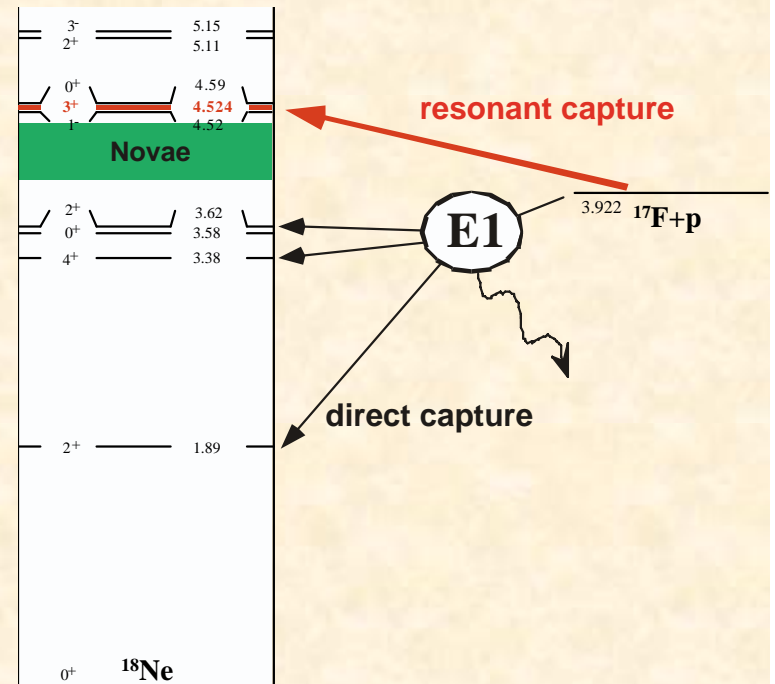 3⁻ 5.15
2⁺ 5.11
0⁺ 4.59
3⁺ 4.524
1⁻ 4.52
resonant capture
Novae
2⁺ 3.62
0⁺ 3.58
4⁺ 3.38
E1
3.922 ¹⁷F+p
direct capture
2⁺ 1.89
0⁺ ¹⁸Ne